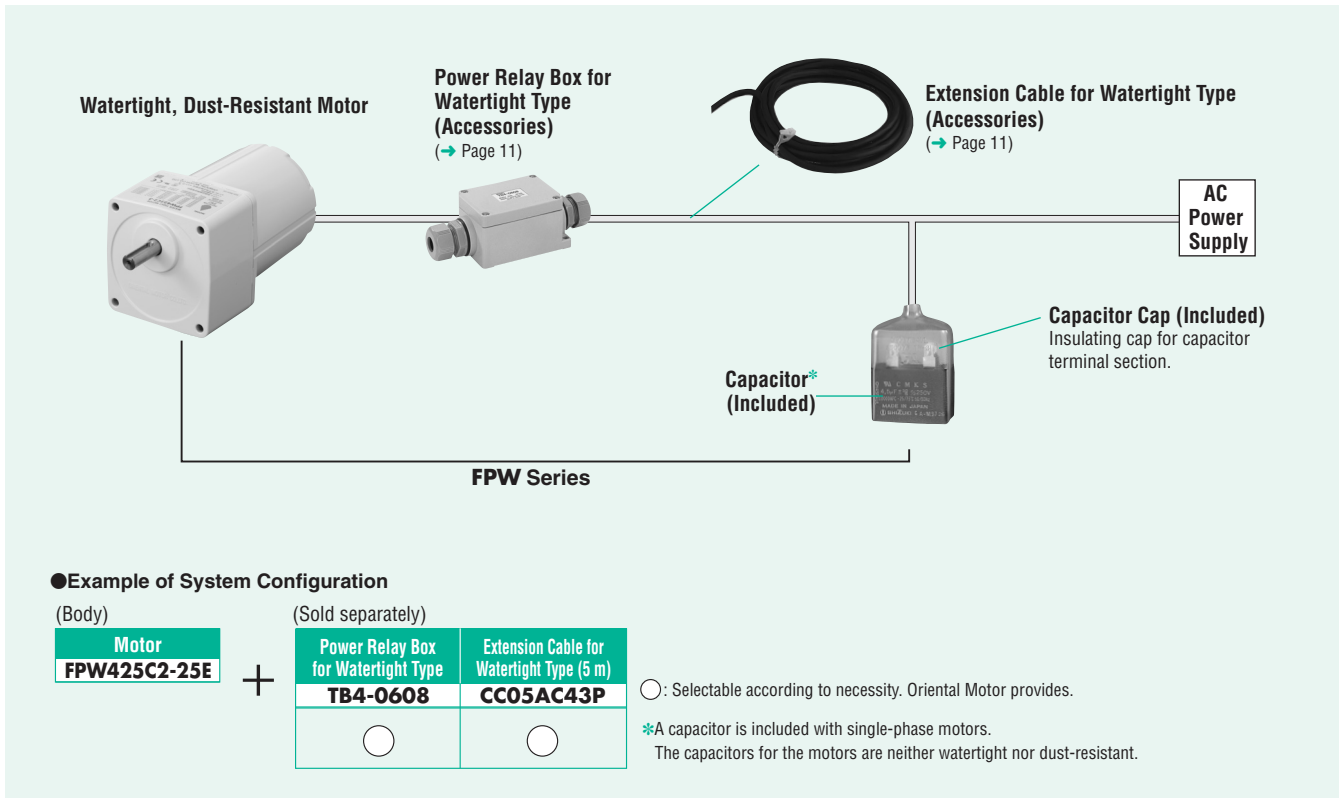 Watertight, Dust-Resistant Motor
Power Relay Box for
Watertight Type
(Accessories)
(→ Page 11)
Extension Cable for Watertight Type
(Accessories)
(→ Page 11)
AC
Power
Supply
Capacitor Cap (Included)
Insulating cap for capacitor
terminal section.
Capacitor*
(Included)
MADE IN JAPAN
FPW Series
●Example of System Configuration
(Body)
(Sold separately)
Motor
FPW425C2-25E
+
Power Relay Box
for Watertight Type
Extension Cable for
Watertight Type (5 m)
TB4-0608
CC05AC43P
○ ○
○: Selectable according to necessity. Oriental Motor provides.
*A capacitor is included with single-phase motors.
The capacitors for the motors are neither watertight nor dust-resistant.